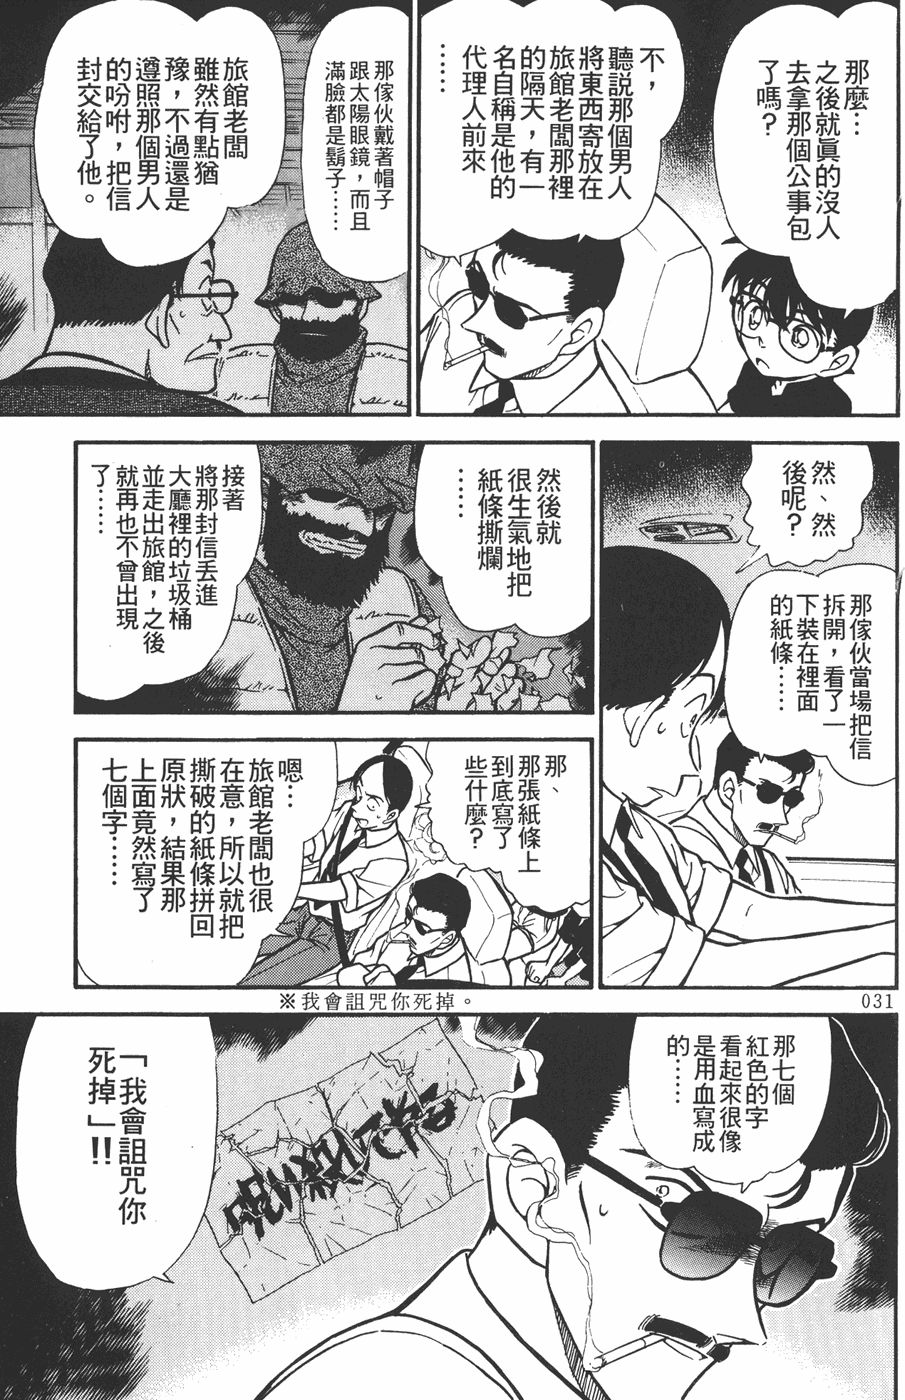 那麼…
之後就真的沒人
去拿那個公事包
了嗎？
不，
聽說那個男人
將東西寄放在
旅館老闆那裡
的隔天，有一
名自稱是他的
代理人前來
……
那傢伙戴著帽子
跟太陽眼鏡，而且
滿臉都是鬍子……
旅館老闆
雖然有點猶
豫，不過還是
遵照那個男人
的吩咐，把信
封交給了他。
然、然
後呢？
那傢伙當場把信
拆開，看了一
下裝在裡面
的紙條……
然後就
很生氣地把
紙條撕爛
……
接著
將那封信丟進
大廳裡的垃圾桶
並走出旅館，之後
就再也不曾出現
了……
那、
那張紙條上
到底寫了
些什麼？
嗯…
旅館老闆也很
在意，所以就把
撕破的紙條拼回
原狀，結果那
上面竟然寫了
七個字……
※我會詛咒你死掉。
031
那七個
紅色的字
看起來很像
是用血寫成
的……
「我會詛咒你
死掉」!!